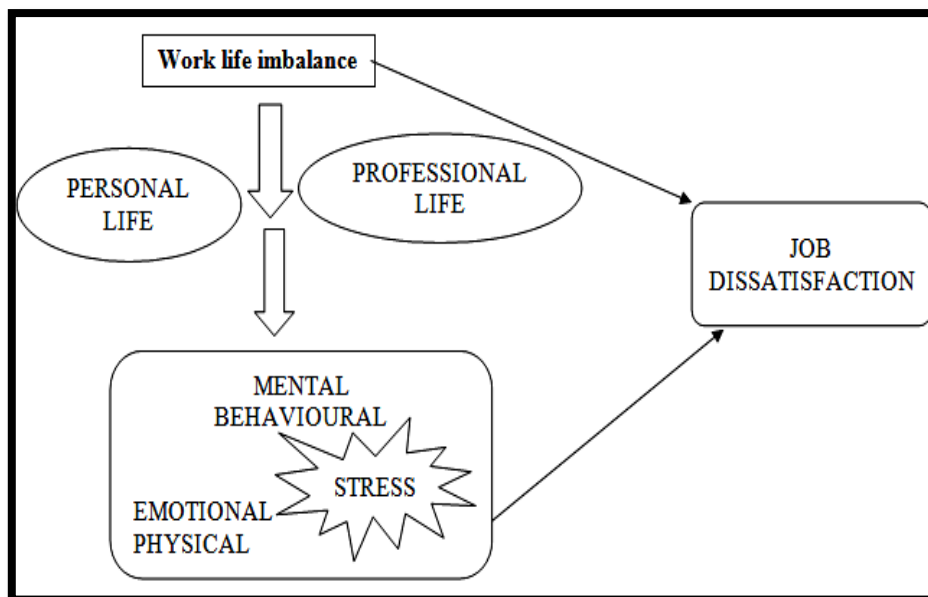 Work life imbalance
PERSONAL
LIFE
PROFESSIONAL
LIFE
JOB
DISSATISFACTION
MENTAL
BEHAVIOURAL
STRESS
EMOTIONAL
PHYSICAL